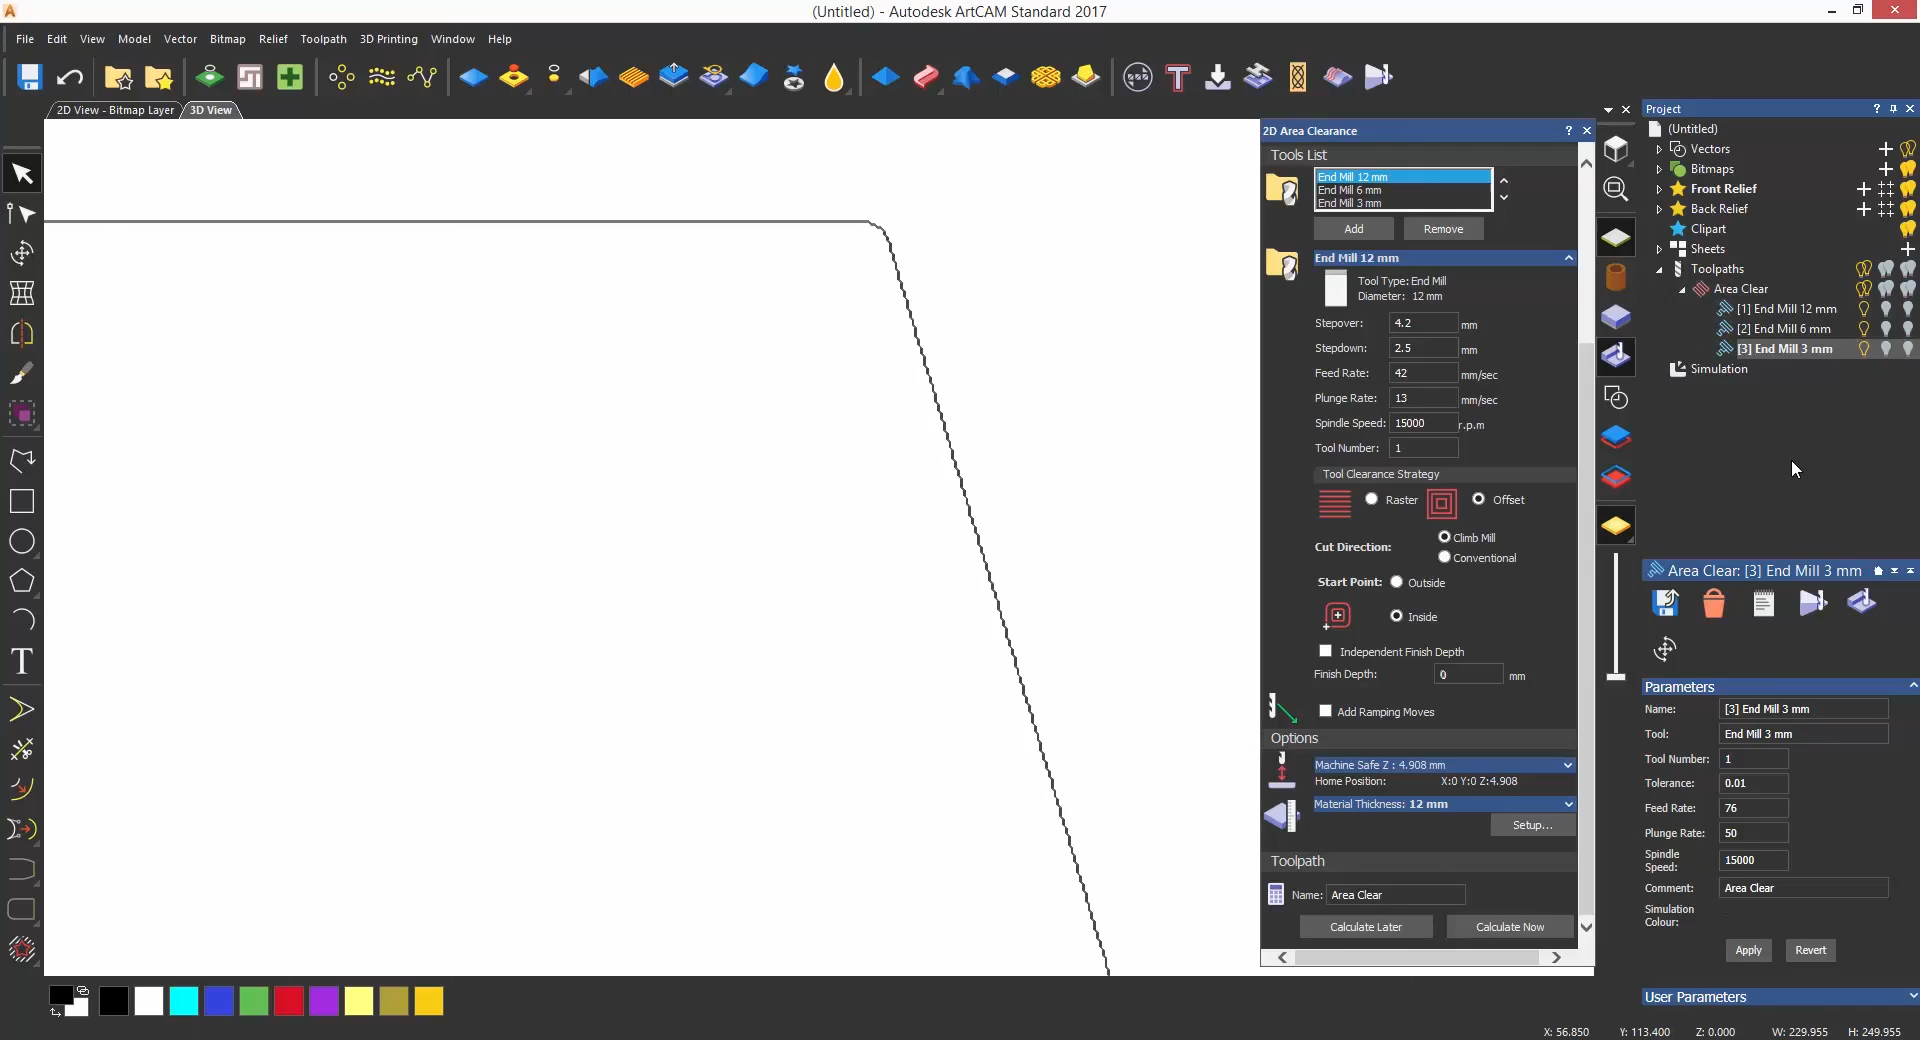 (Untitled) - Autodesk ArtCAM Standard 2017
File Edit View Model Vector Bitmap Relief Toolpath 3D Printing Window Help
2D View - Bitmap Layer 3D View
2D Area Clearance
Tools List
End Mill 12 mm
End Mill 6 mm
End Mill 3 mm
Add Remove
End Mill 12 mm
Tool Type: End Mill
Diameter: 12 mm
Stepover: 4.2 mm
Stepdown: 2.5 mm
Feed Rate: 42 mm/sec
Plunge Rate: 13 mm/sec
Spindle Speed: 15000 r.p.m
Tool Number: 1
Tool Clearance Strategy
Raster Offset
Cut Direction: Climb Mill
Conventional
Start Point: Outside
Inside
Independent Finish Depth
Finish Depth: 0 mm
Add Ramping Moves
Options
Machine Safe Z : 4.908 mm
Home Position: X:0 Y:0 Z:4.908
Material Thickness: 12 mm
Setup...
Toolpath
Name: Area Clear
Calculate Later Calculate Now
Project
(Untitled)
Vectors
Bitmaps
Front Relief
Back Relief
Clipart
Sheets
Toolpaths
Area Clear
[1] End Mill 12 mm
[2] End Mill 6 mm
[3] End Mill 3 mm
Simulation
Area Clear: [3] End Mill 3 mm
Parameters
Name: [3] End Mill 3 mm
Tool: End Mill 3 mm
Tool Number: 1
Tolerance: 0.01
Feed Rate: 76
Plunge Rate: 50
Spindle Speed: 15000
Comment: Area Clear
Simulation Colour:
Apply Revert
User Parameters
X: 56.850 Y: 113.400 Z: 0.000 W: 229.955 H: 249.955